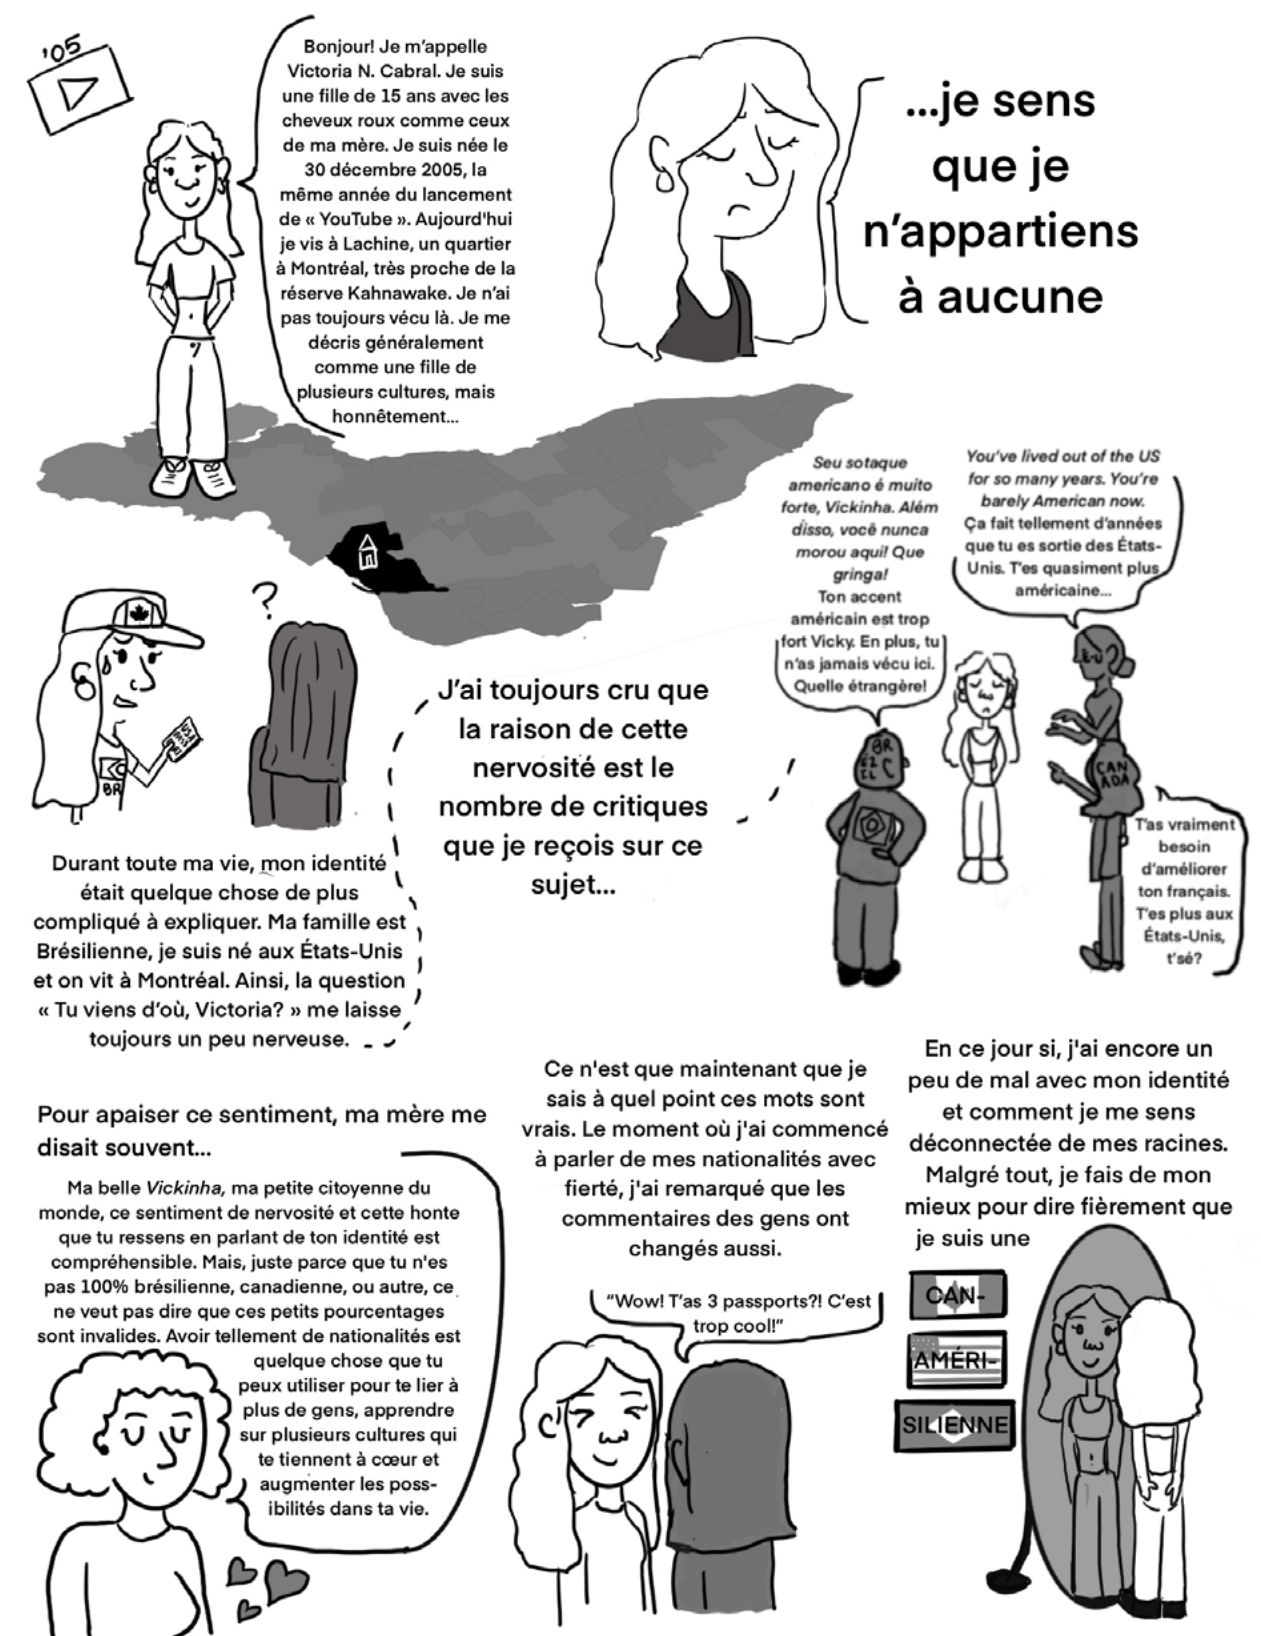 '05
Bonjour! Je m'appelle
Victoria N. Cabral. Je suis
une fille de 15 ans avec les
cheveux roux comme ceux
de ma mère. Je suis née le
30 décembre 2005, la
même année du lancement
de « YouTube ». Aujourd'hui
je vis à Lachine, un quartier
à Montréal, très proche de la
réserve Kahnawake. Je n'ai
pas toujours vécu là. Je me
décris généralement
comme une fille de
plusieurs cultures, mais
honnêtement...
...je sens
que je
n'appartiens
à aucune
?
USA
PASS
BR
Durant toute ma vie, mon identité
était quelque chose de plus
compliqué à expliquer. Ma famille est
Brésilienne, je suis né aux États-Unis
et on vit à Montréal. Ainsi, la question
« Tu viens d'où, Victoria? » me laisse
toujours un peu nerveuse.
J'ai toujours cru que
la raison de cette
nervosité est le
nombre de critiques
que je reçois sur ce
sujet...
Seu sotaque
americano é muito
forte, Vickinha. Além
disso, você nunca
morou aqui! Que
gringa!
Ton accent
américain est trop
fort Vicky. En plus, tu
n'as jamais vécu ici.
Quelle étrangère!
You've lived out of the US
for so many years. You're
barely American now.
Ça fait tellement d'années
que tu es sortie des États-
Unis. T'es quasiment plus
américaine...
BR
EZ
IL
E-U
CAN
ADA
T'as vraiment
besoin
d'améliorer
ton français.
T'es plus aux
États-Unis,
t'sé?
Pour apaiser ce sentiment, ma mère me
disait souvent...
Ma belle Vickinha, ma petite citoyenne du
monde, ce sentiment de nervosité et cette honte
que tu ressens en parlant de ton identité est
compréhensible. Mais, juste parce que tu n'es
pas 100% brésilienne, canadienne, ou autre, ce
ne veut pas dire que ces petits pourcentages
sont invalides. Avoir tellement de nationalités est
quelque chose que tu
peux utiliser pour te lier à
plus de gens, apprendre
sur plusieurs cultures qui
te tiennent à cœur et
augmenter les poss-
ibilités dans ta vie.
Ce n'est que maintenant que je
sais à quel point ces mots sont
vrais. Le moment où j'ai commencé
à parler de mes nationalités avec
fierté, j'ai remarqué que les
commentaires des gens ont
changés aussi.
"Wow! T'as 3 passports?! C'est
trop cool!"
En ce jour si, j'ai encore un
peu de mal avec mon identité
et comment je me sens
déconnectée de mes racines.
Malgré tout, je fais de mon
mieux pour dire fièrement que
je suis une
CAN-
AMÉRI-
SILIENNE